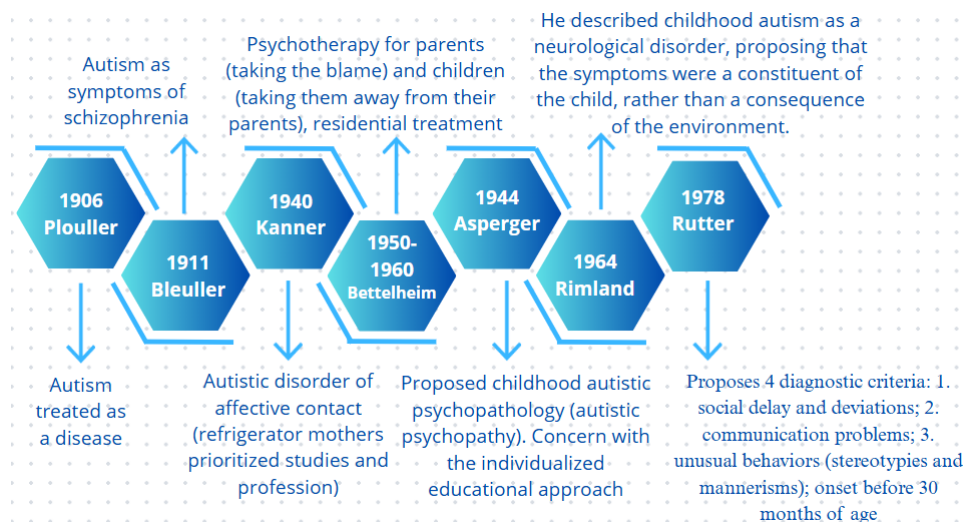 Autism as
symptoms of
schizophrenia
Psychotherapy for parents
(taking the blame) and children
(taking them away from their
parents), residential treatment
He described childhood autism as a
neurological disorder, proposing that
the symptoms were a constituent of
the child, rather than a consequence
of the environment.
1906
Plouller
1911
Bleuller
1940
Kanner
1950-
1960
Bettelheim
1944
Asperger
1964
Rimland
1978
Rutter
Autism
treated as
a disease
Autistic disorder of
affective contact
(refrigerator mothers
prioritized studies and
profession)
Proposed childhood autistic
psychopathology (autistic
psychopathy). Concern with
the individualized
educational approach
Proposes 4 diagnostic criteria: 1.
social delay and deviations; 2.
communication problems; 3.
unusual behaviors (stereotypies and
mannerisms); onset before 30
months of age